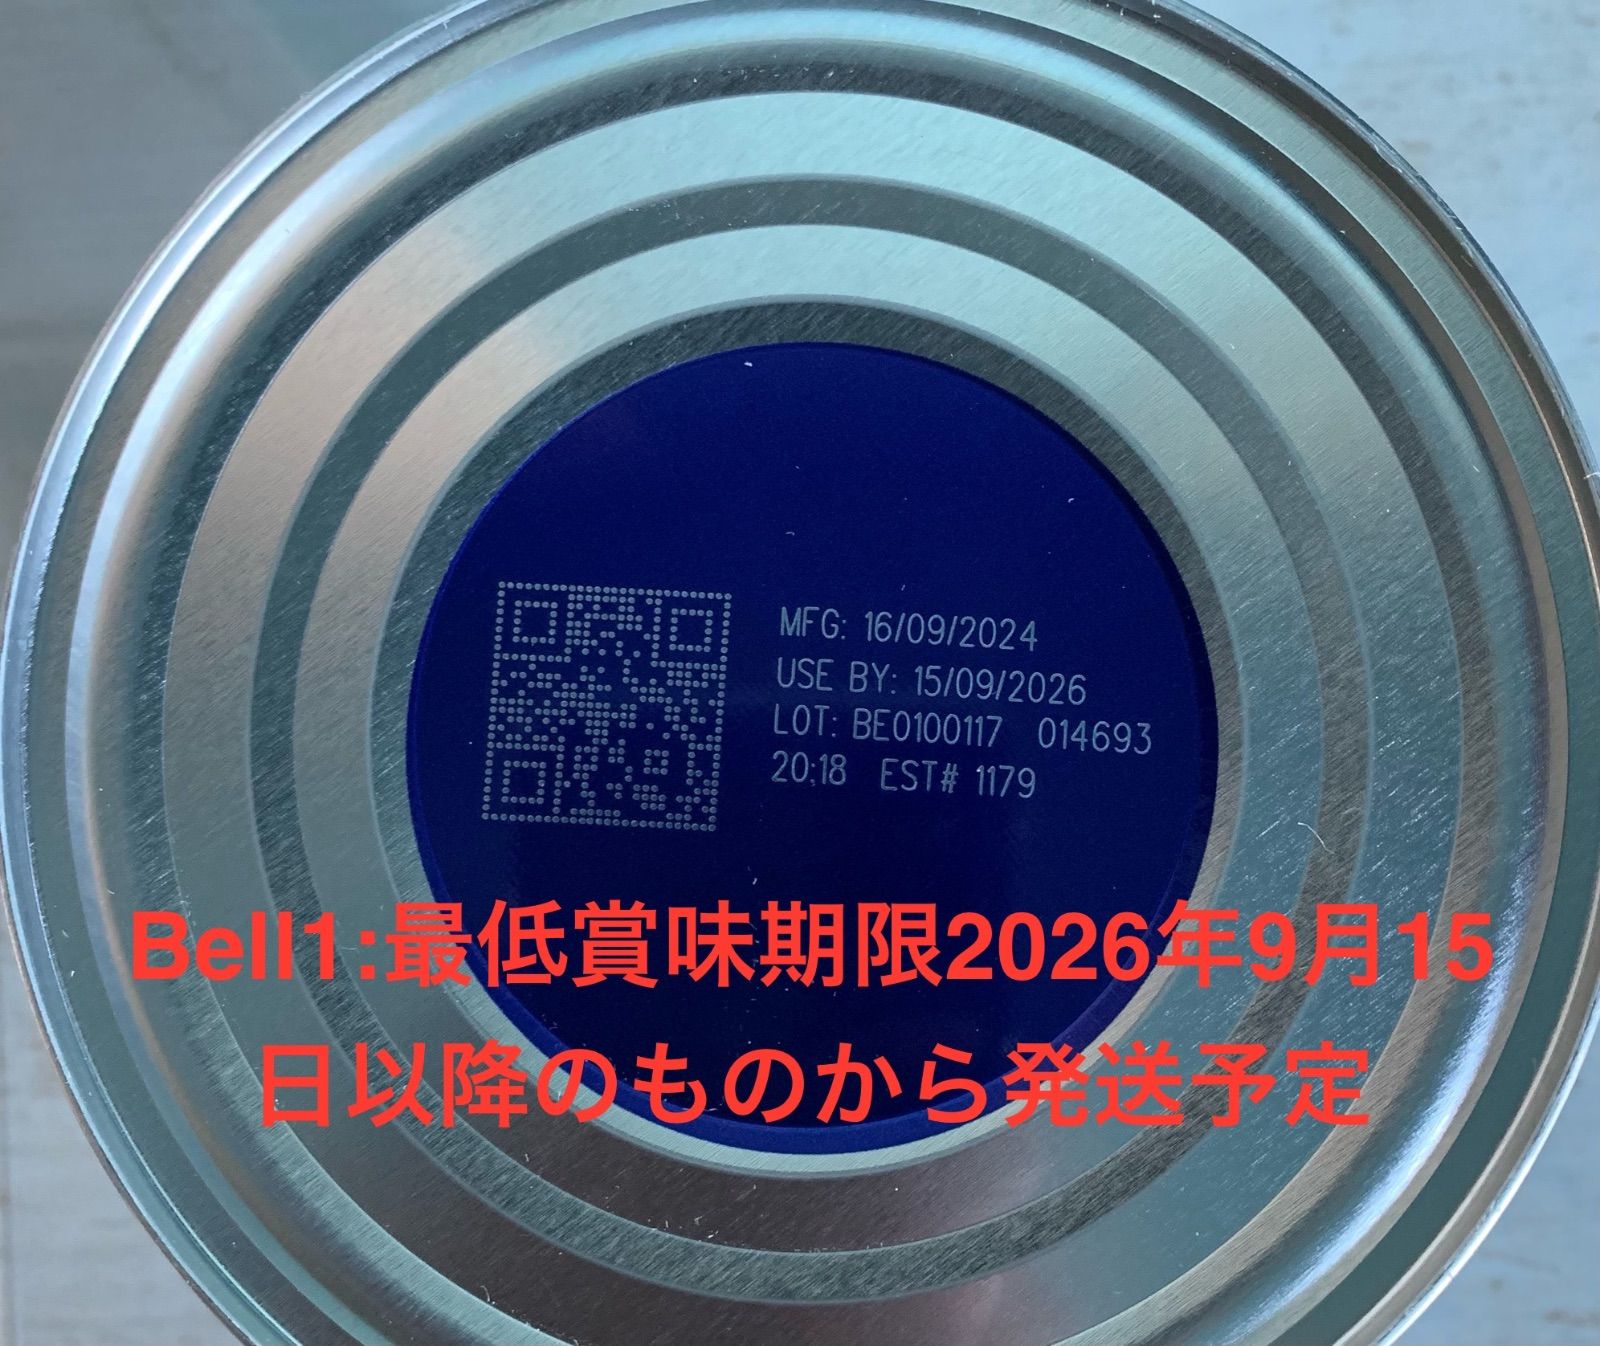 MFG: 16/09/2024
USE BY: 15/09/2026
LOT: BE0100117 014693
20:18 EST# 1179
Bell1:最低賞味期限2026年9月15
日以降のものから発送予定